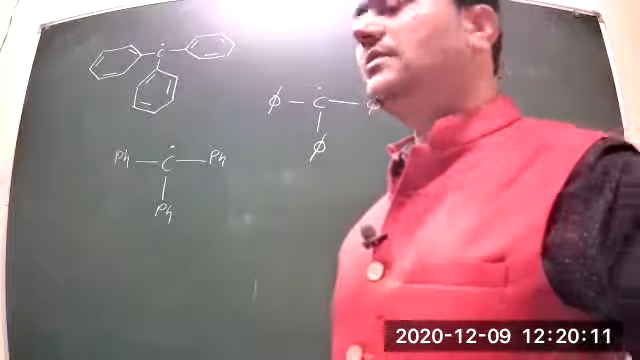 Ċ
ϕ – Ċ – ϕ
ϕ
Ph – Ċ – Ph
Ph
2020-12-09 12:20:11